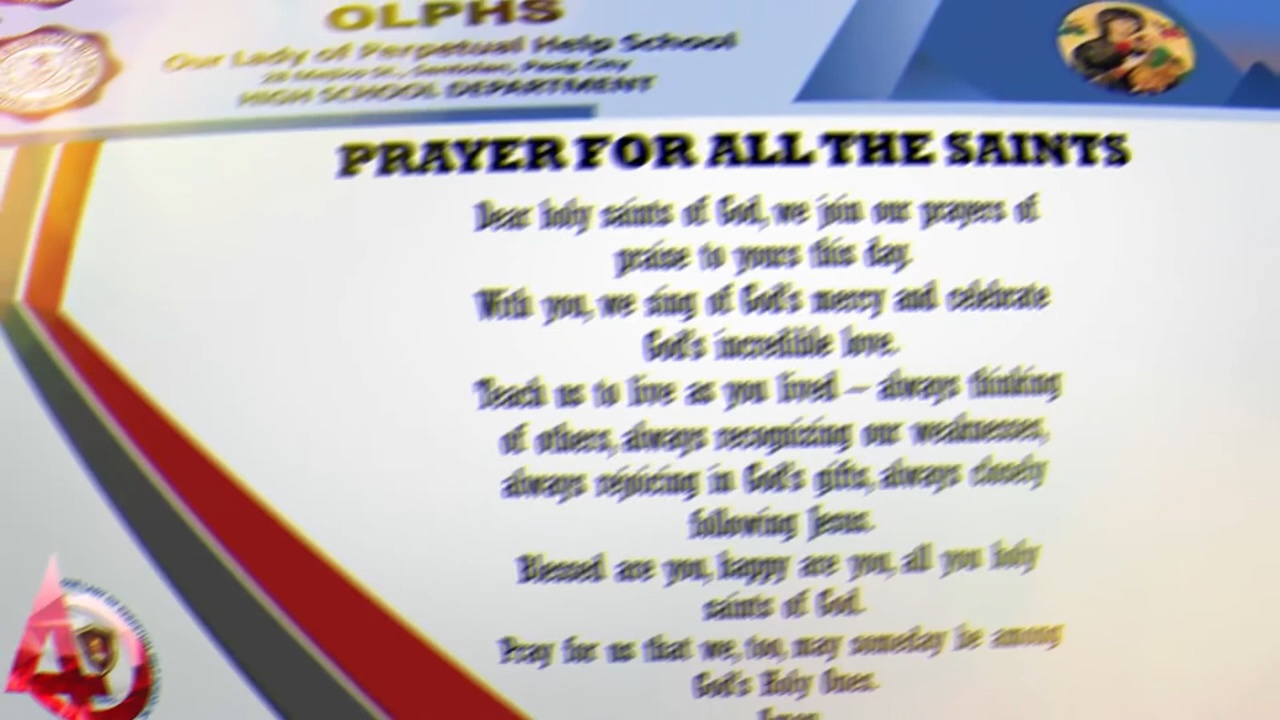 OLPHS
Our Lady of Perpetual Help School
HIGH SCHOOL DEPARTMENT
PRAYER FOR ALL THE SAINTS
Dear holy saints of God, we join our prayers of
praise to yours this day.
With you, we sing of God's mercy and celebrate
God's incredible love.
Teach us to live as you lived – always thinking
of others, always recognizing our weaknesses,
always rejoicing in God's gifts, always closely
following Jesus.
Blessed are you, happy are you, all you holy
saints of God.
Pray for us that we, too, may someday be among
God's Holy Ones.